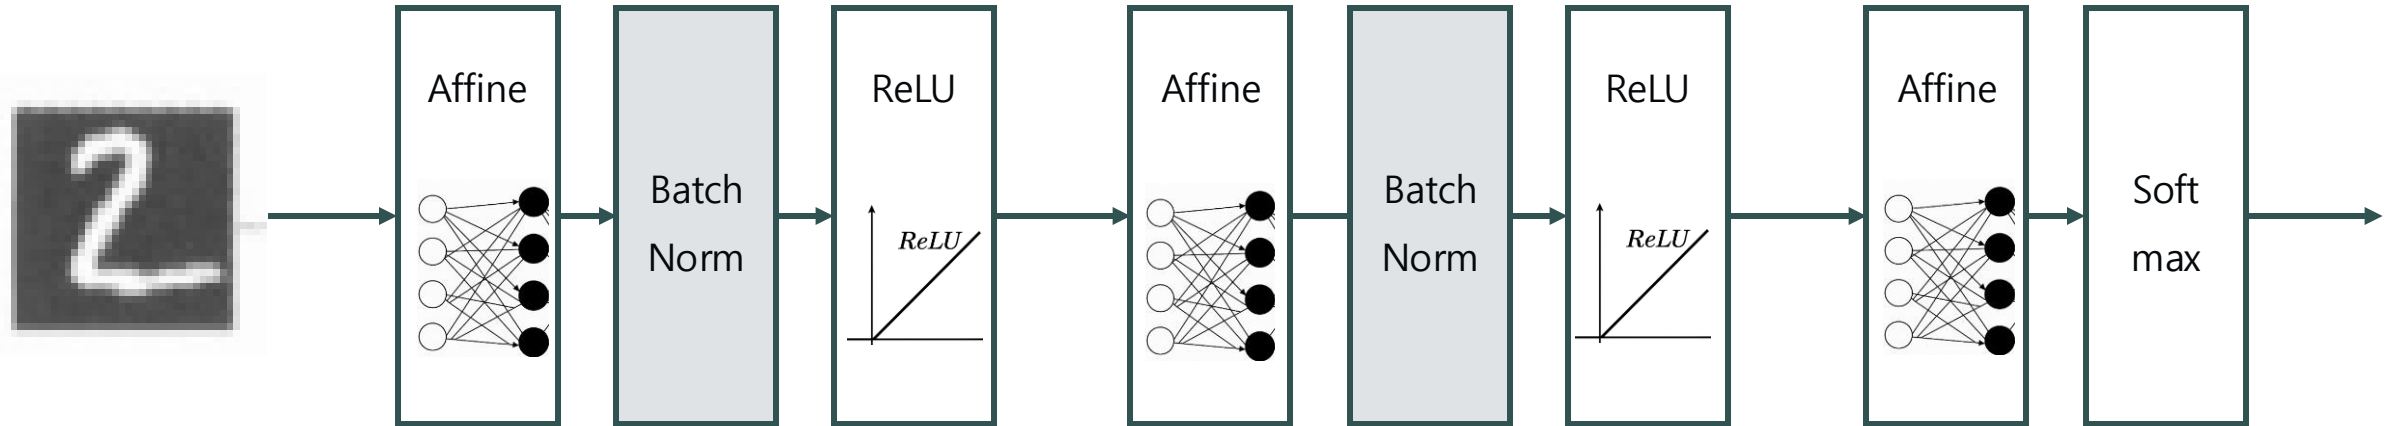 2
Affine
Batch
Norm
ReLU
ReLU
Affine
Batch
Norm
ReLU
ReLU
Affine
Soft
max